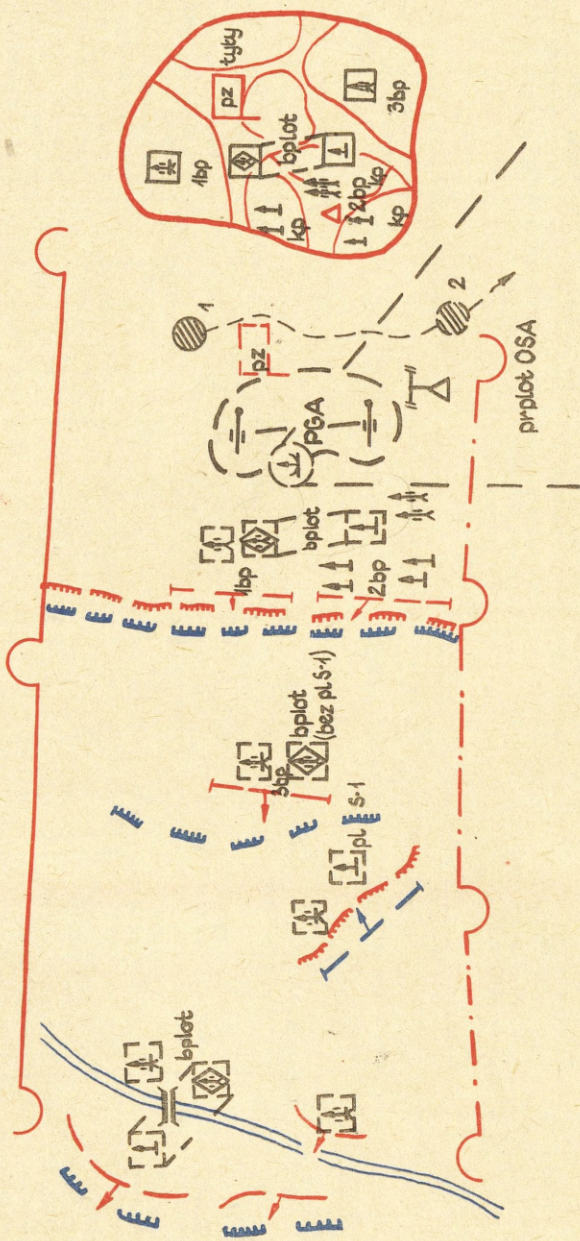 tyły
pz
1bp
3bp
bplot
kp
2bp
kp
kp
1
2
pz
PGA
prplot OSA
1bp
bplot
2bp
3bp
bplot
(bez pl S-1)
pl S-1
bplot